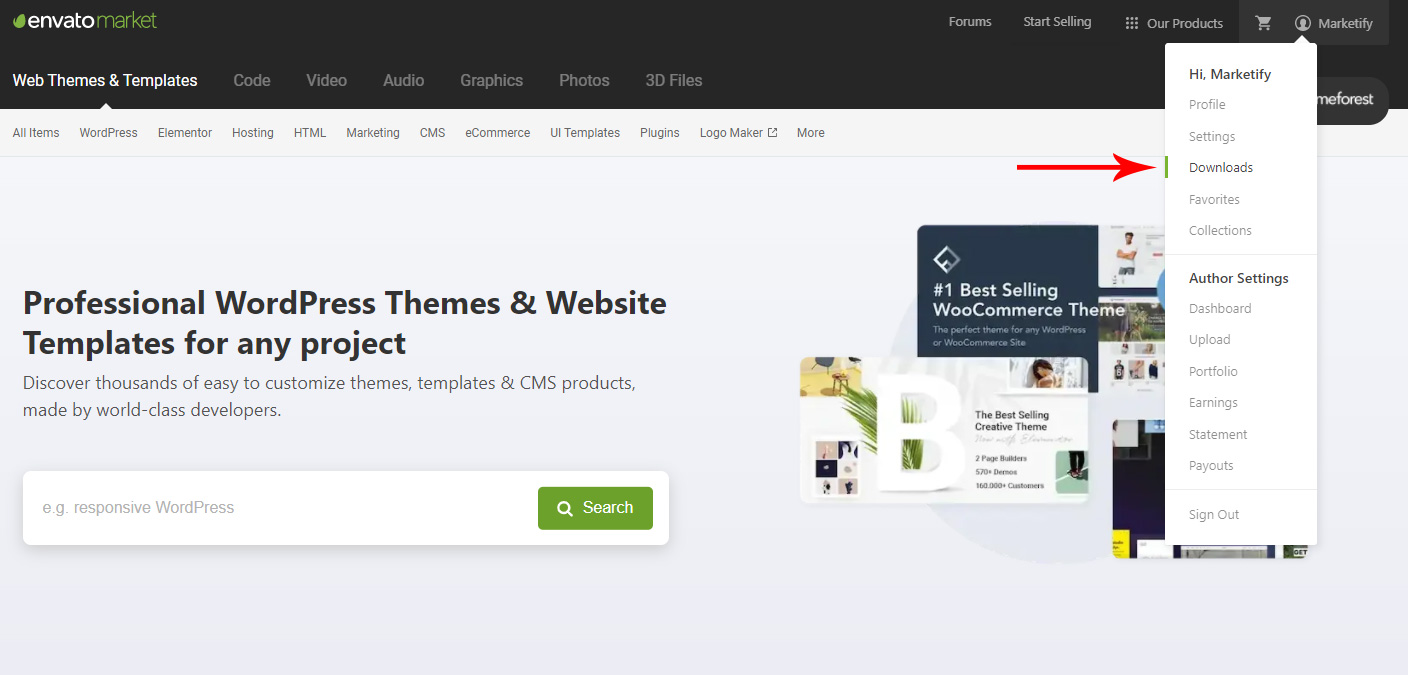 envatomarket
Forums
Start Selling
Our Products
Marketify
Web Themes & Templates
Code
Video
Audio
Graphics
Photos
3D Files
meforest
All Items
WordPress
Elementor
Hosting
HTML
Marketing
CMS
eCommerce
UI Templates
Plugins
Logo Maker
More
Hi, Marketify
Profile
Settings
Downloads
Favorites
Collections
Author Settings
Dashboard
Upload
Portfolio
Earnings
Statement
Payouts
Sign Out
Professional WordPress Themes & Website
Templates for any project
Discover thousands of easy to customize themes, templates & CMS products,
made by world-class developers.
e.g. responsive WordPress
Search
#1 Best Selling
WooCommerce Theme
The perfect theme for any WordPress
or WooCommerce Site
B
The Best Selling
Creative Theme
Now with Elementor
2 Page Builders
570+ Demos
160.000+ Customers
GET